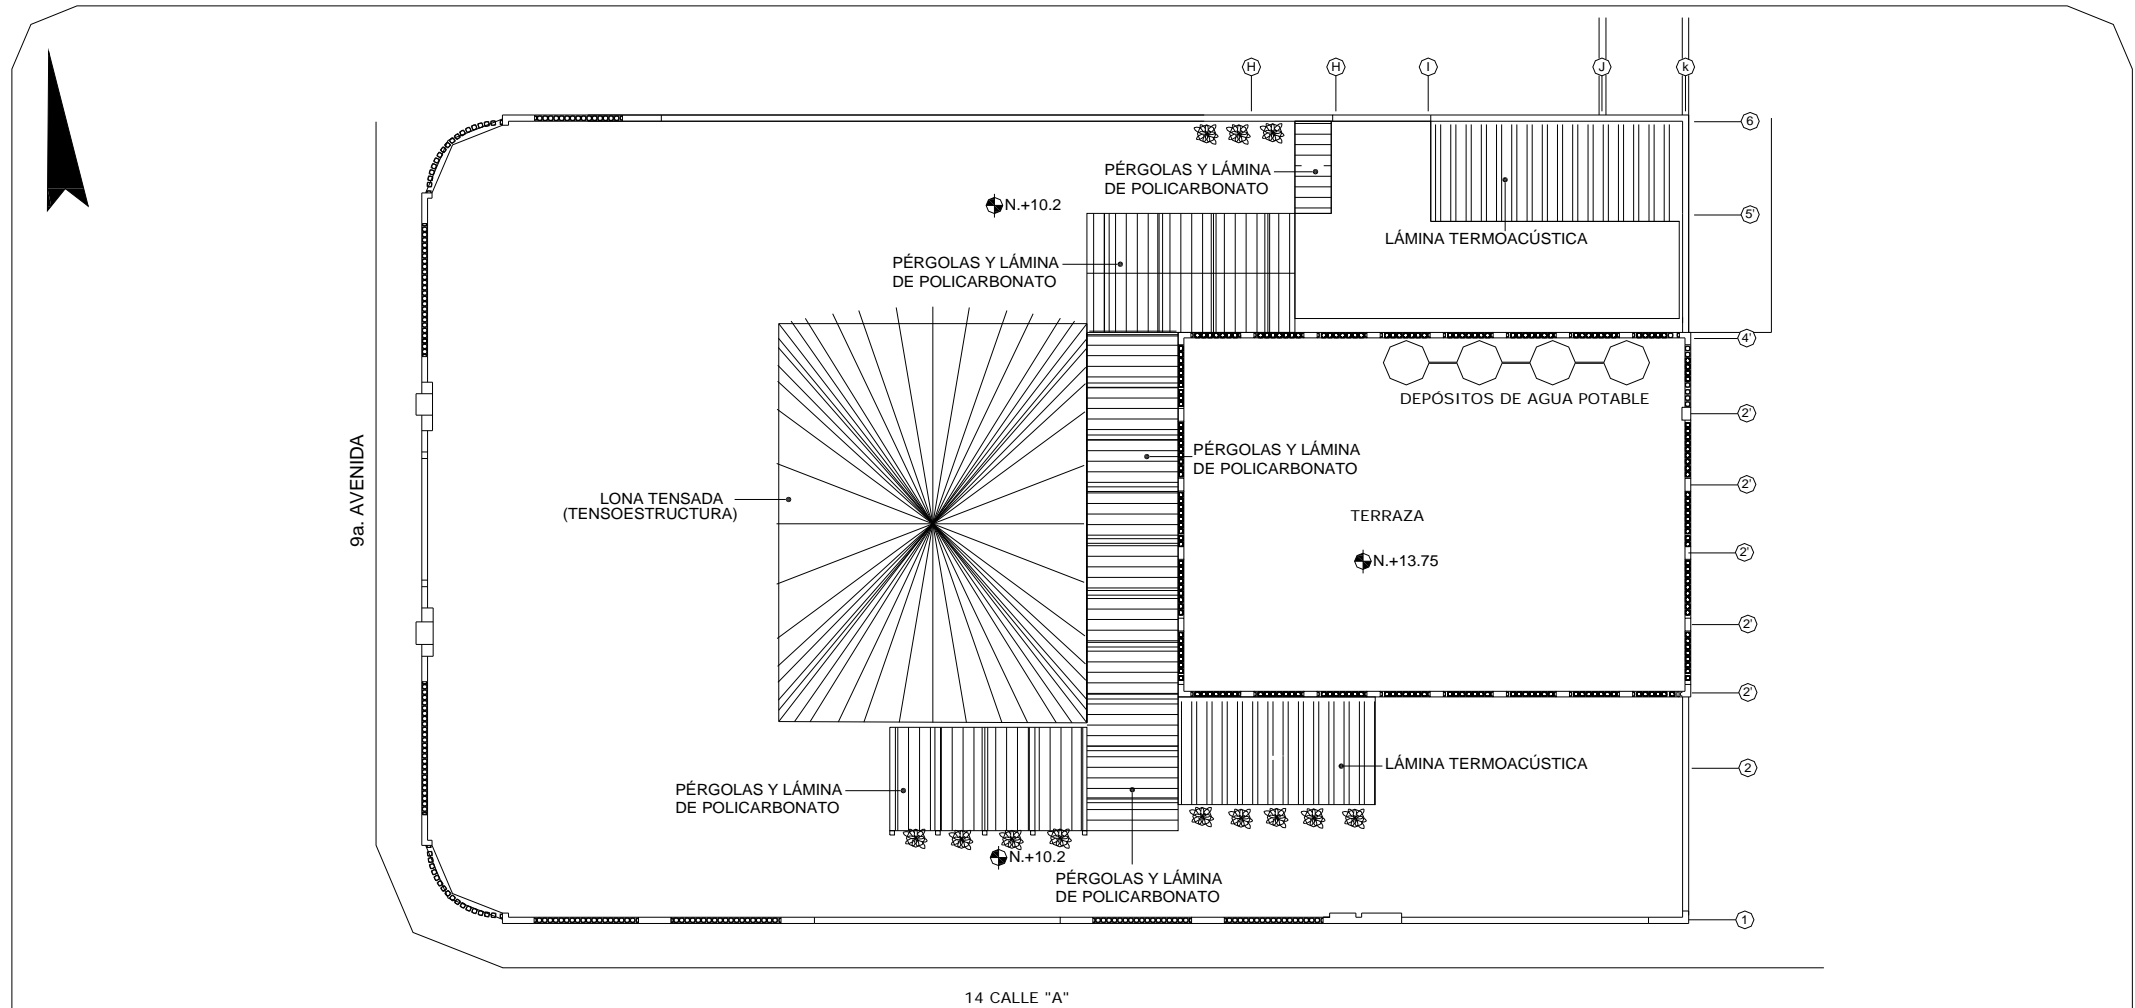 H
H
I
J
k
6
PÉRGOLAS Y LÁMINA
DE POLICARBONATO
N.+10.2
5'
LÁMINA TERMOACÚSTICA
PÉRGOLAS Y LÁMINA
DE POLICARBONATO
4'
DEPÓSITOS DE AGUA POTABLE
2'
9a. AVENIDA
PÉRGOLAS Y LÁMINA
DE POLICARBONATO
2'
LONA TENSADA
(TENSOESTRUCTURA)
TERRAZA
2'
N.+13.75
2'
2'
LÁMINA TERMOACÚSTICA
2
PÉRGOLAS Y LÁMINA
DE POLICARBONATO
N.+10.2
PÉRGOLAS Y LÁMINA
DE POLICARBONATO
1
14 CALLE "A"